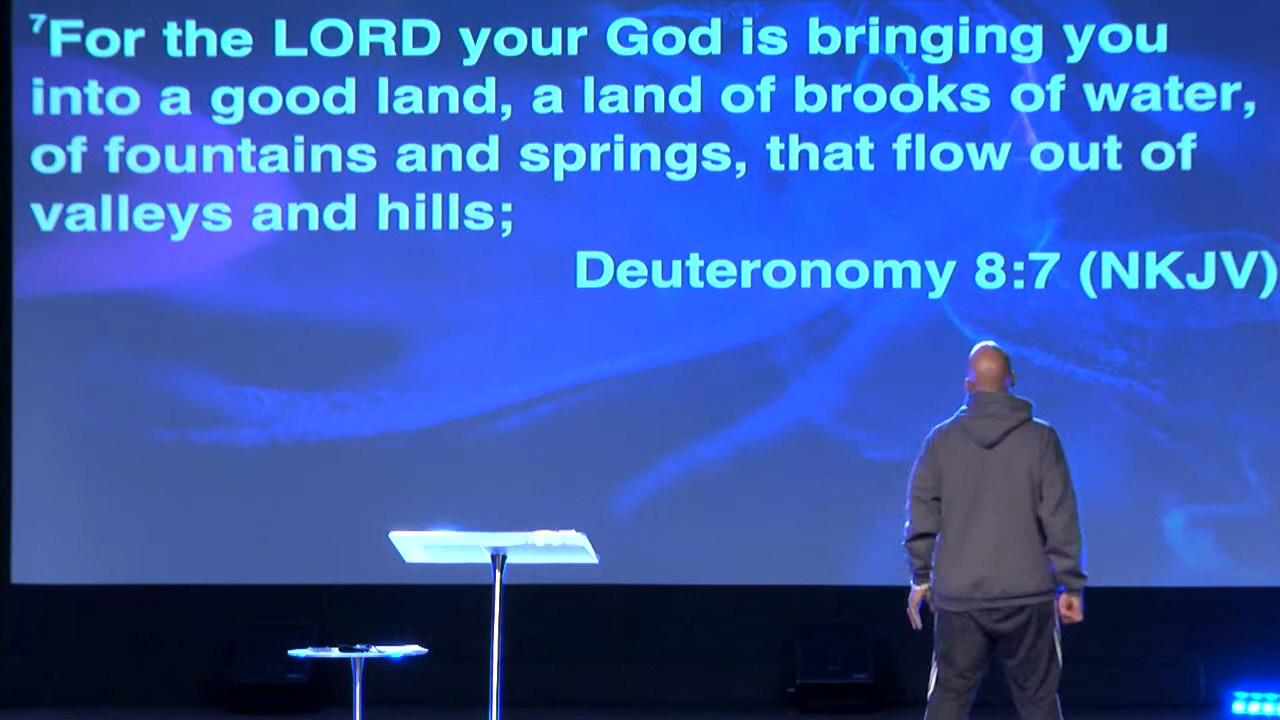 ⁷For the LORD your God is bringing you
into a good land, a land of brooks of water,
of fountains and springs, that flow out of
valleys and hills;
Deuteronomy 8:7 (NKJV)